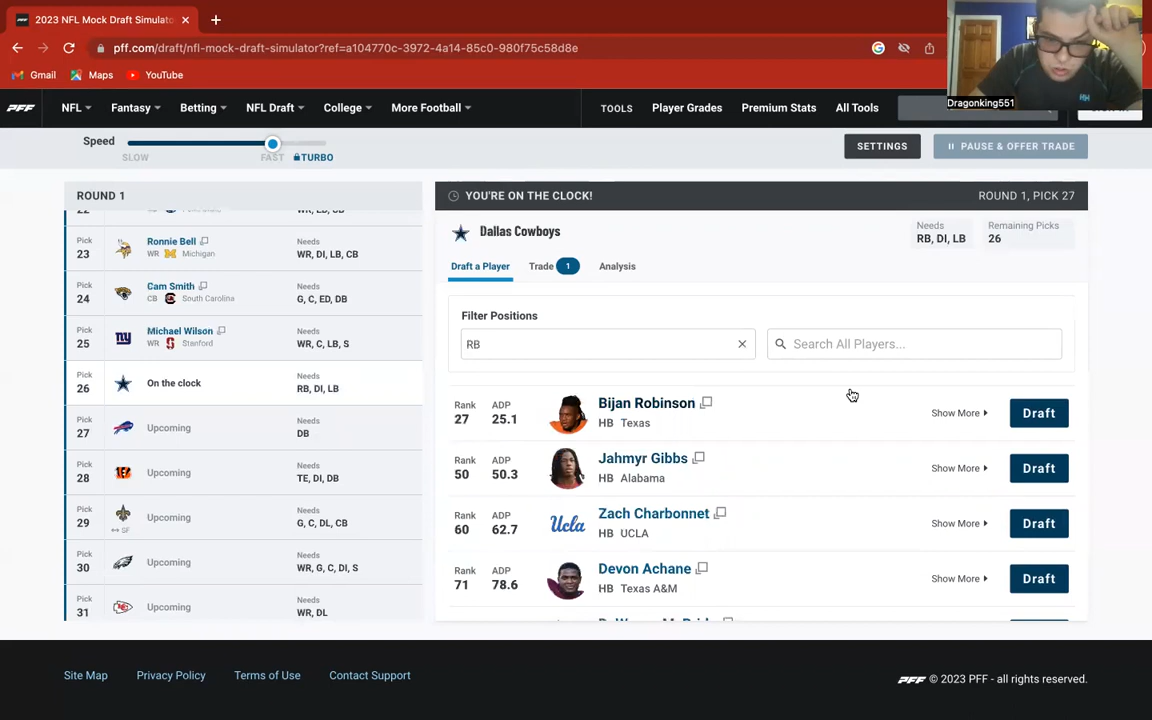 2023 NFL Mock Draft Simulato
pff.com/draft/nfl-mock-draft-simulator?ref=a104770c-3972-4a14-85c0-980f75c58d8e
Gmail Maps YouTube
PFF NFL Fantasy Betting NFL Draft College More Football TOOLS Player Grades Premium Stats All Tools
Dragonking551
Speed
SLOW FAST TURBO
SETTINGS
PAUSE & OFFER TRADE
ROUND 1
22
WR, LB, CB
Pick 23
Ronnie Bell
WR Michigan
Needs
WR, DI, LB, CB
Pick 24
Cam Smith
CB South Carolina
Needs
G, C, ED, DB
Pick 25
Michael Wilson
WR Stanford
Needs
WR, C, LB, S
Pick 26
On the clock
Needs
RB, DI, LB
Pick 27
Upcoming
Needs
DB
Pick 28
Upcoming
Needs
TE, DI, DB
Pick 29
↔ SF
Upcoming
Needs
G, C, DL, CB
Pick 30
Upcoming
Needs
WR, G, C, DI, S
Pick 31
Upcoming
Needs
WR, DL
YOU'RE ON THE CLOCK!
ROUND 1, PICK 27
Dallas Cowboys
Needs
RB, DI, LB
Remaining Picks
26
Draft a Player Trade 1 Analysis
Filter Positions
RB
Search All Players...
Rank 27
ADP 25.1
Bijan Robinson
HB Texas
Show More
Draft
Rank 50
ADP 50.3
Jahmyr Gibbs
HB Alabama
Show More
Draft
Rank 60
ADP 62.7
Ucla
Zach Charbonnet
HB UCLA
Show More
Draft
Rank 71
ADP 78.6
Devon Achane
HB Texas A&M
Show More
Draft
Site Map Privacy Policy Terms of Use Contact Support
PFF © 2023 PFF - all rights reserved.